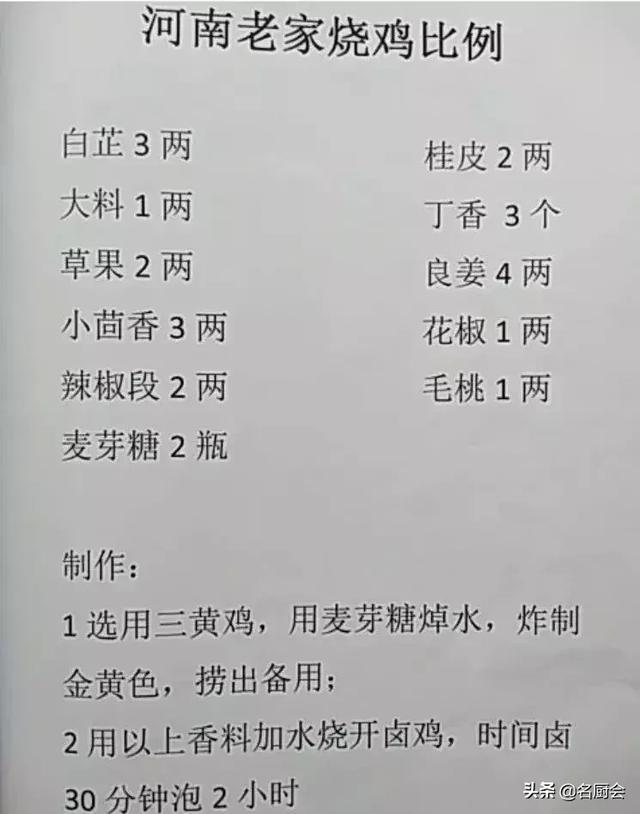 河南老家烧鸡比例
白芷 3 两
桂皮 2 两
大料 1 两
丁香 3 个
草果 2 两
良姜 4 两
小茴香 3 两
花椒 1 两
辣椒段 2 两
毛桃 1 两
麦芽糖 2 瓶
制作：
1 选用三黄鸡，用麦芽糖焯水，炸制
金黄色，捞出备用；
2 用以上香料加水烧开卤鸡，时间卤
30 分钟泡 2 小时
头条 @名厨会